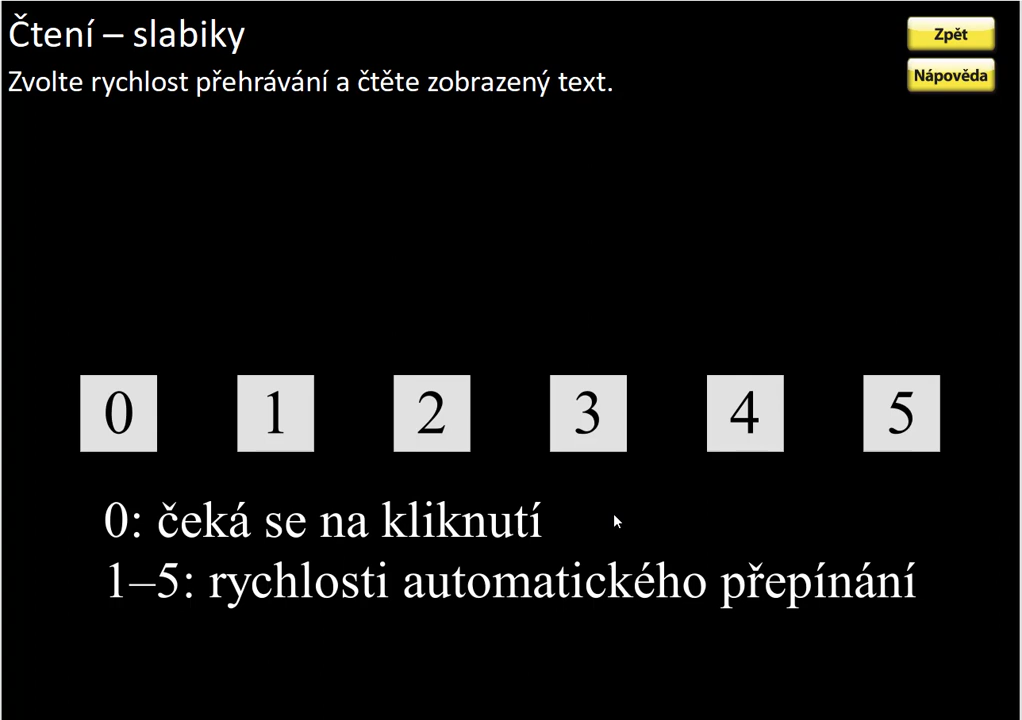 Čtení – slabiky
Zpět
Zvolte rychlost přehrávání a čtěte zobrazený text.
Nápověda
0 1 2 3 4 5
0: čeká se na kliknutí
1–5: rychlosti automatického přepínání